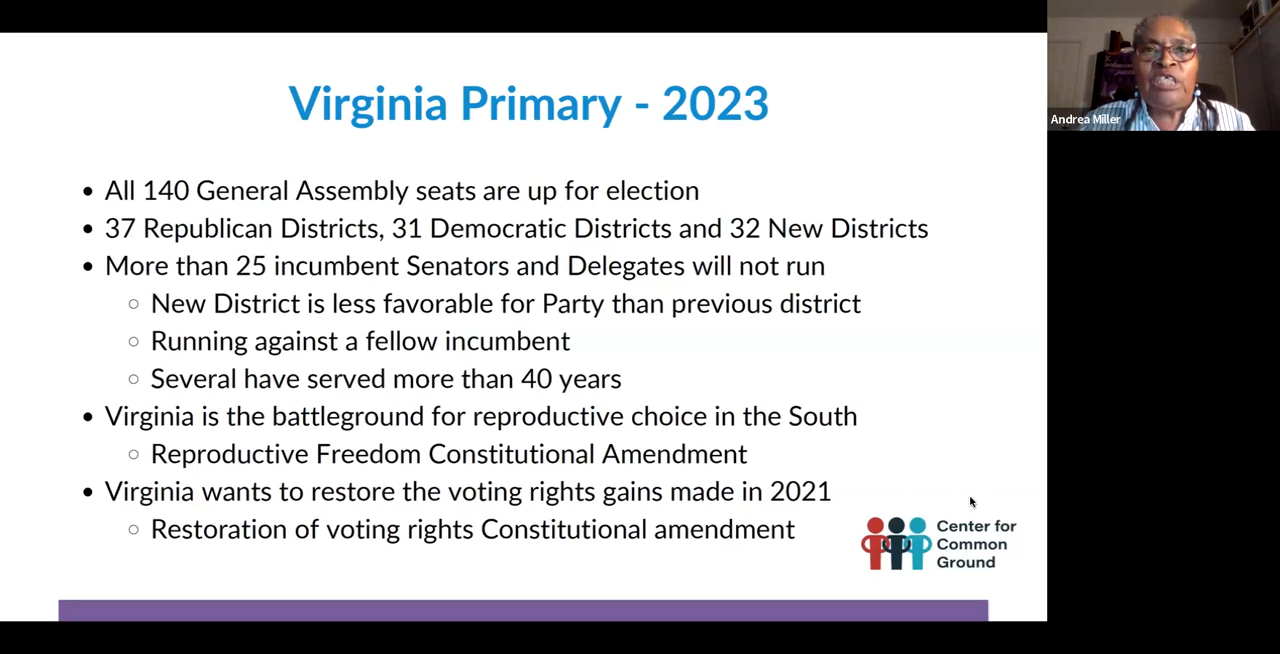 Virginia Primary - 2023
Andrea Miller
• All 140 General Assembly seats are up for election
• 37 Republican Districts, 31 Democratic Districts and 32 New Districts
• More than 25 incumbent Senators and Delegates will not run
○ New District is less favorable for Party than previous district
○ Running against a fellow incumbent
○ Several have served more than 40 years
• Virginia is the battleground for reproductive choice in the South
○ Reproductive Freedom Constitutional Amendment
• Virginia wants to restore the voting rights gains made in 2021
○ Restoration of voting rights Constitutional amendment
Center for
Common
Ground